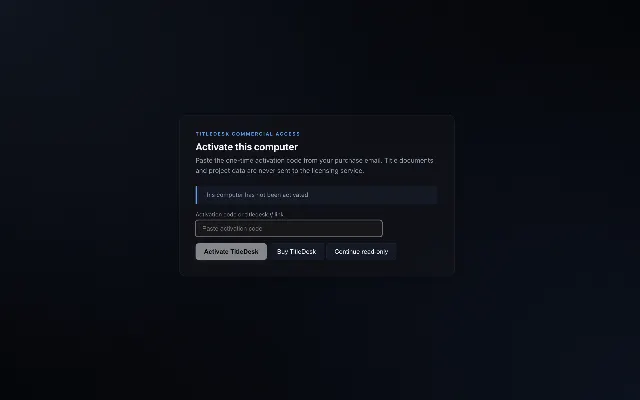 TITLEDESK COMMERCIAL ACCESS
Activate this computer
Paste the one-time activation code from your purchase email. Title documents
and project data are never sent to the licensing service.
This computer has not been activated
Activation code or titledesk:// link
Paste activation code
Activate TitleDesk
Buy TitleDesk
Continue read-only